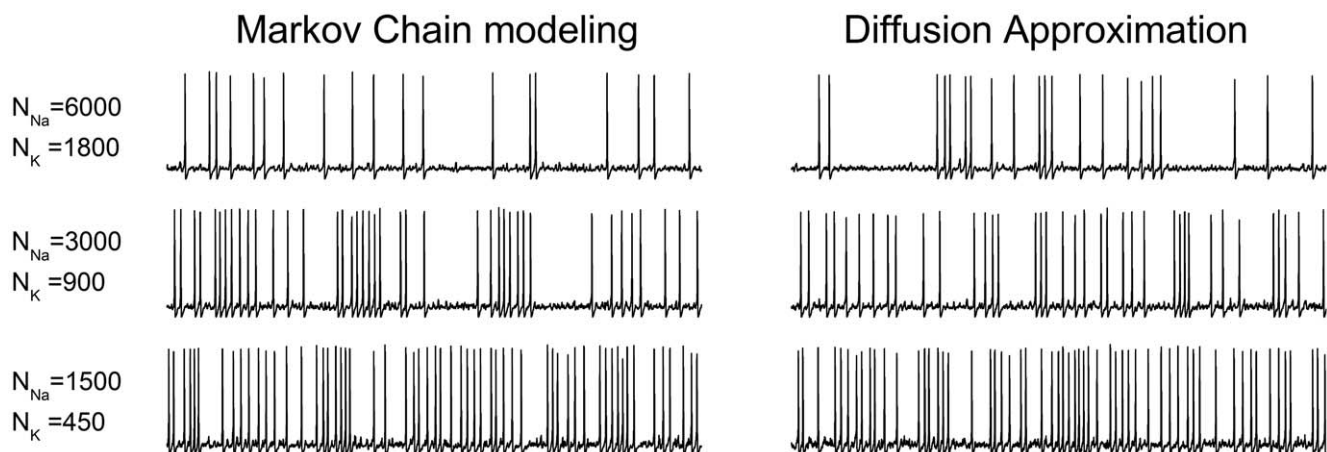 Markov Chain modeling
Diffusion Approximation
N_Na=6000
N_K=1800
N_Na=3000
N_K=900
N_Na=1500
N_K=450